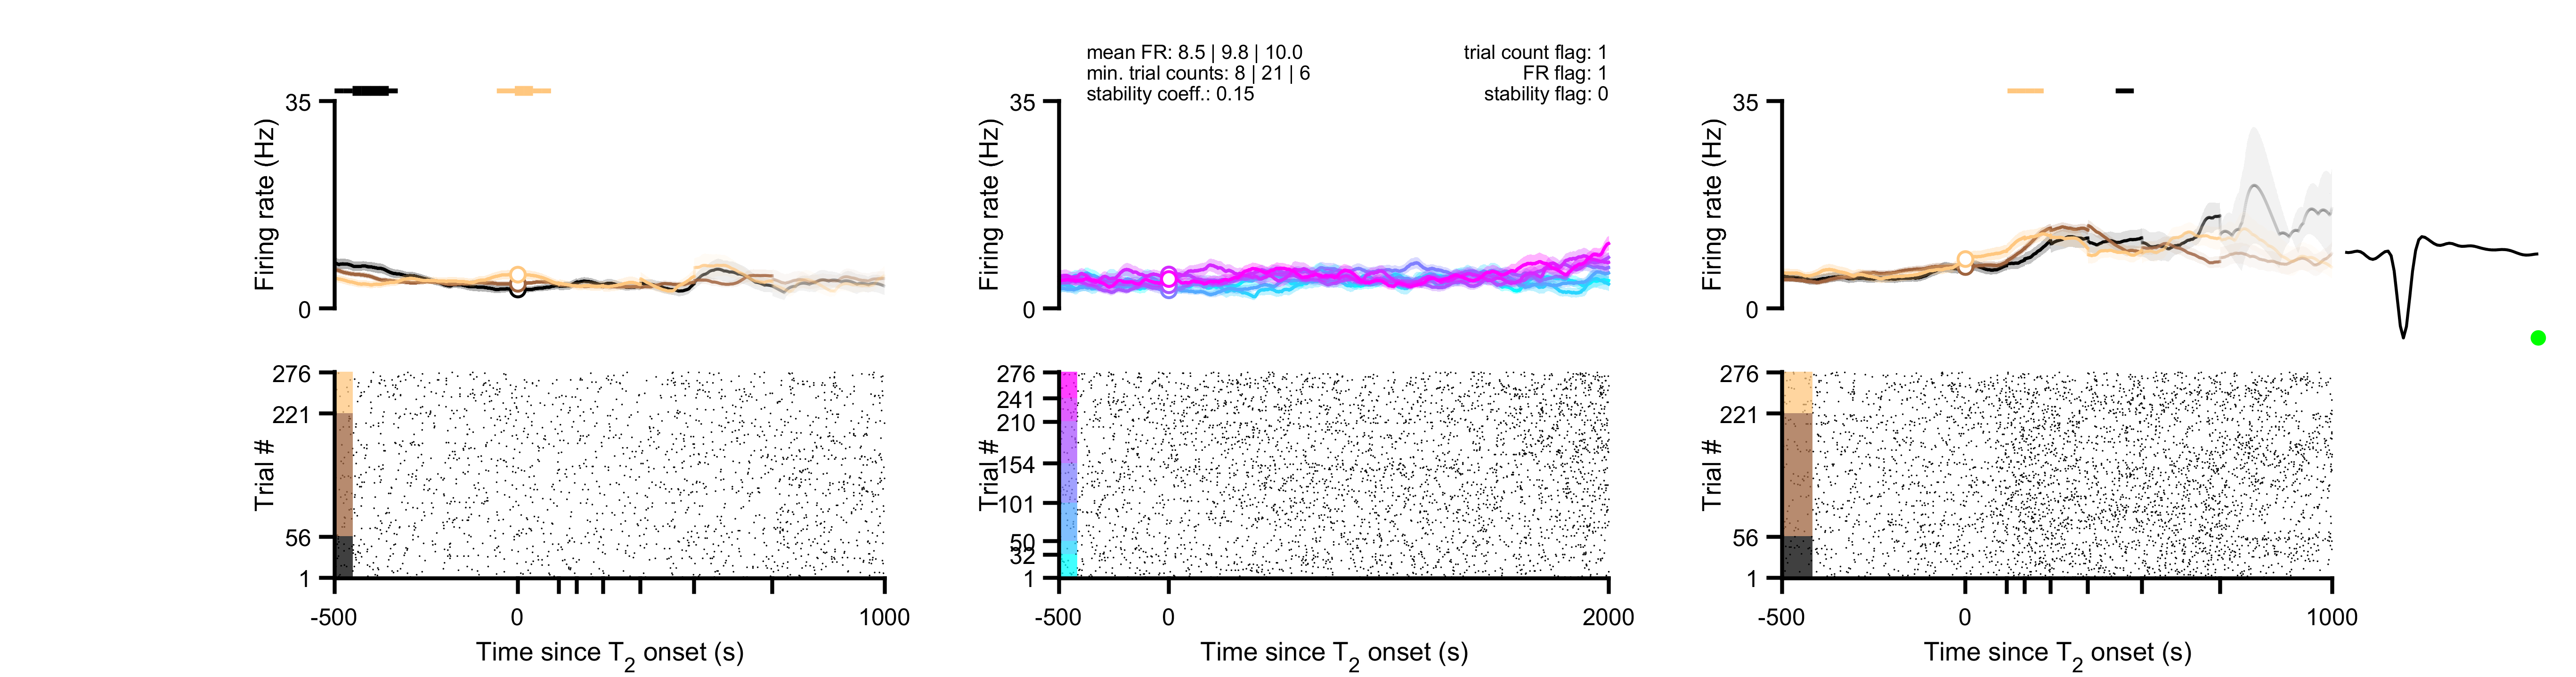 mean FR: 8.5 | 9.8 | 10.0
min. trial counts: 8 | 21 | 6
stability coeff.: 0.15
trial count flag: 1
FR flag: 1
stability flag: 0
35
Firing rate (Hz)
0
276
221
Trial #
56
1
-500
0
1000
Time since T2 onset (s)
35
Firing rate (Hz)
0
276
241
210
Trial #
154
101
50
32
1
-500
0
2000
Time since T2 onset (s)
35
Firing rate (Hz)
0
276
221
Trial #
56
1
-500
0
1000
Time since T2 onset (s)